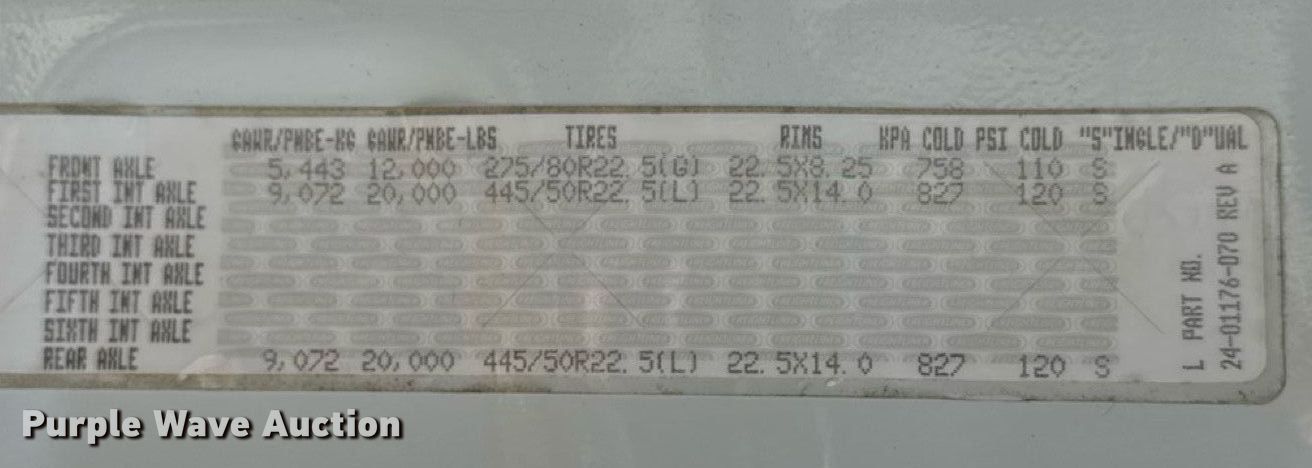 GAWR/PNBE-KG GAWR/PNBE-LBS TIRES RIMS KPA COLD PSI COLD "S"INGLE/"D"UAL
FRONT AXLE 5,443 12,000 275/80R22.5(G) 22.5X8.25 758 110 S
FIRST INT AXLE 9,072 20,000 445/50R22.5(L) 22.5X14.0 827 120 S
SECOND INT AXLE
THIRD INT AXLE
FOURTH INT AXLE
FIFTH INT AXLE
SIXTH INT AXLE
REAR AXLE 9,072 20,000 445/50R22.5(L) 22.5X14.0 827 120 S
L PART NO.
24-01176-070 REV A
Purple Wave Auction